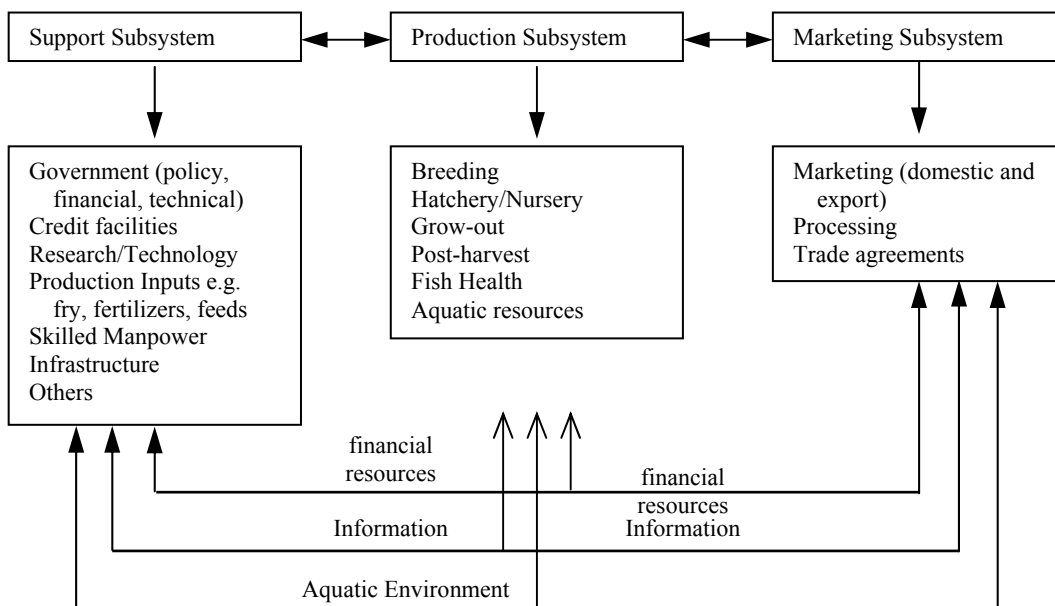 Support Subsystem
Production Subsystem
Marketing Subsystem
Government (policy,
financial, technical)
Credit facilities
Research/Technology
Production Inputs e.g.
fry, fertilizers, feeds
Skilled Manpower
Infrastructure
Others
Breeding
Hatchery/Nursery
Grow-out
Post-harvest
Fish Health
Aquatic resources
Marketing (domestic and
export)
Processing
Trade agreements
financial
resources
financial
resources
Information
Information
Aquatic Environment